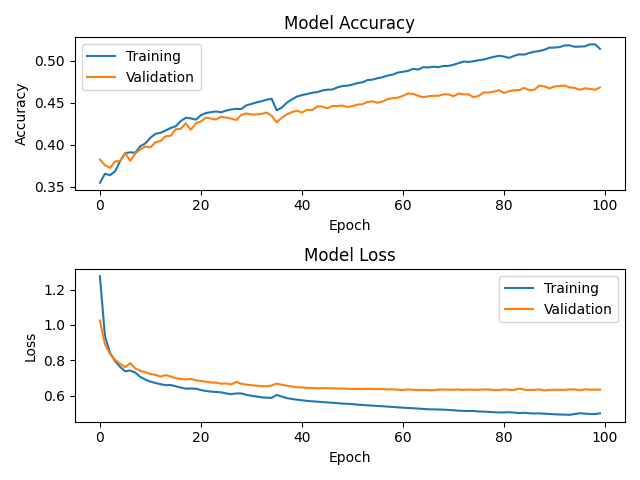 Model Accuracy
Training
Validation
Accuracy
0.50
0.45
0.40
0.35
0 20 40 60 80 100
Epoch
Model Loss
Training
Validation
Loss
1.2
1.0
0.8
0.6
0 20 40 60 80 100
Epoch